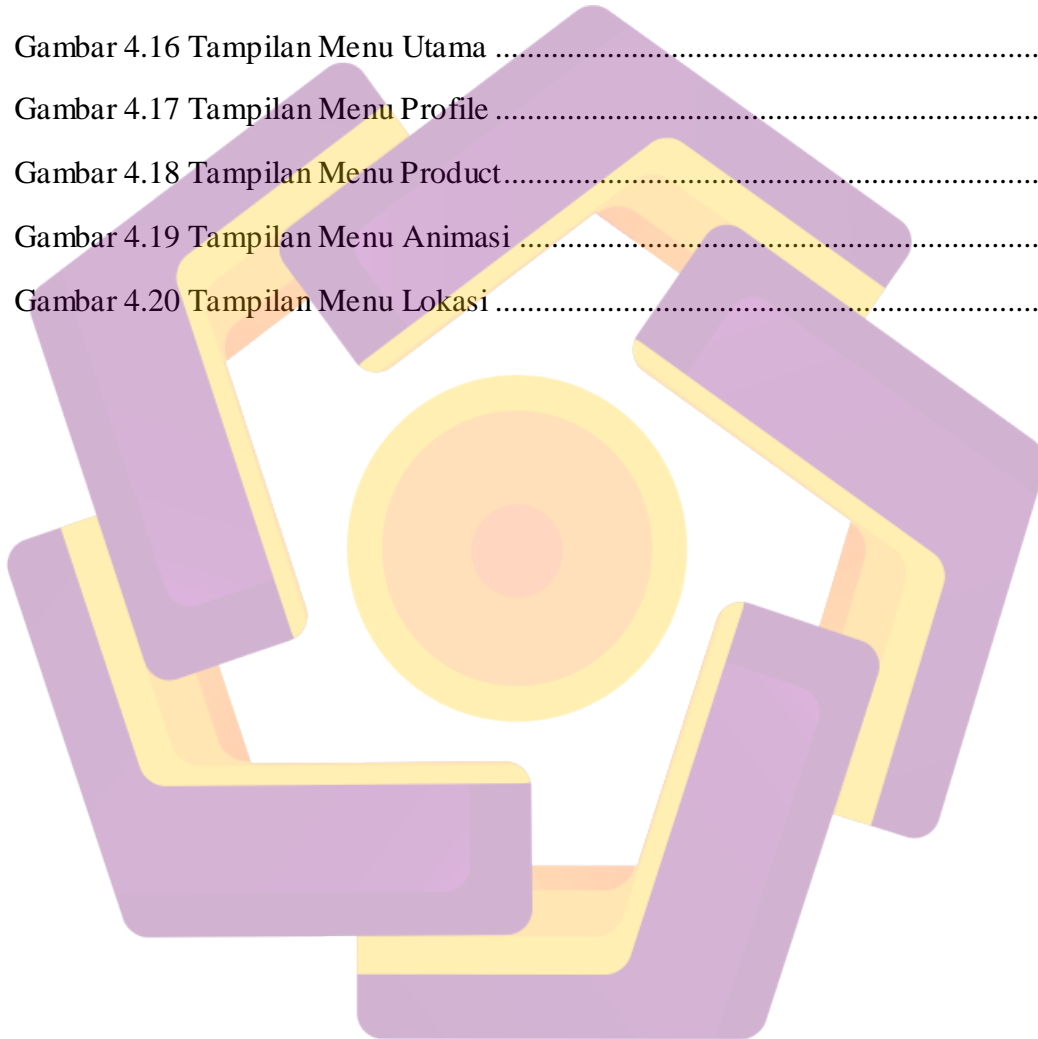 Gambar 4.16 Tampilan Menu Utama ....................................................................
Gambar 4.17 Tampilan Menu Profile ....................................................................
Gambar 4.18 Tampilan Menu Product...................................................................
Gambar 4.19 Tampilan Menu Animasi .................................................................
Gambar 4.20 Tampilan Menu Lokasi ....................................................................